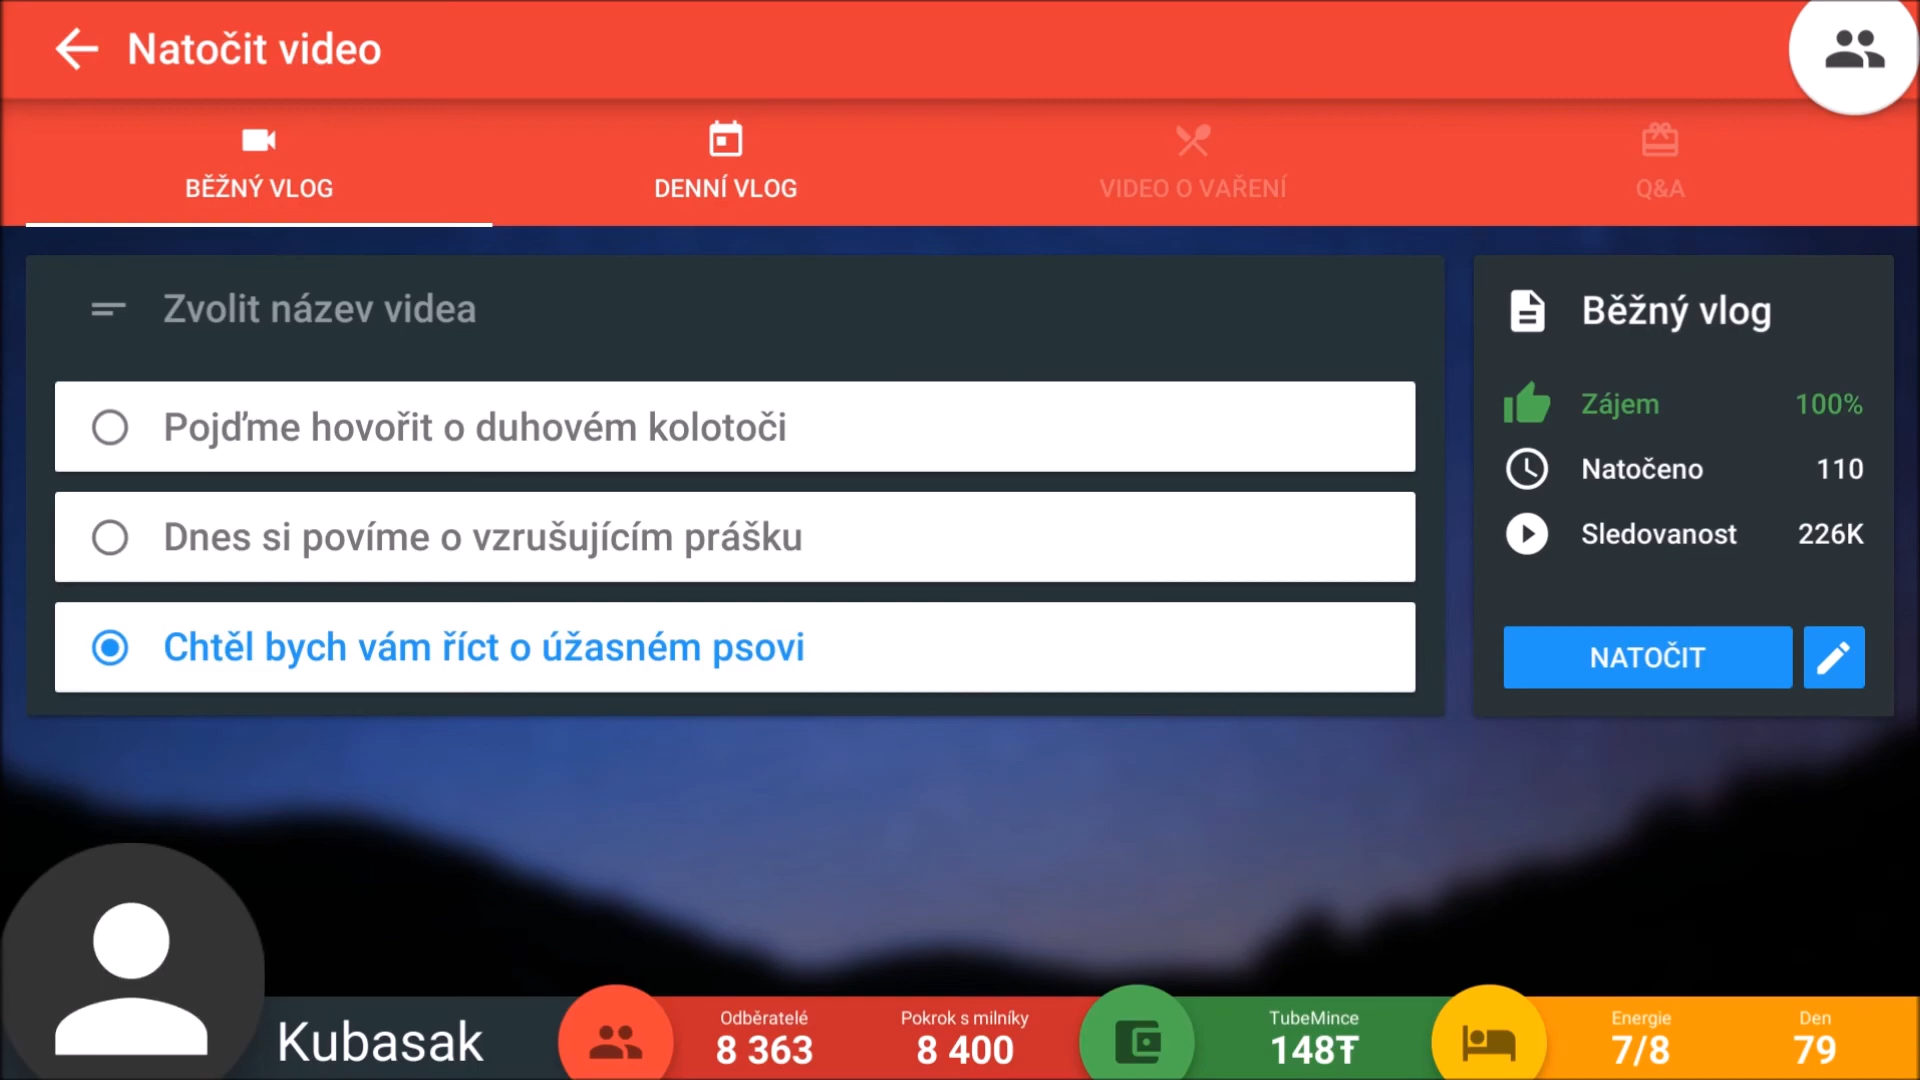 Natočit video
BĚŽNÝ VLOG
DENNÍ VLOG
VIDEO O VAŘENÍ
Q&A
Zvolit název videa
Pojďme hovořit o duhovém kolotoči
Dnes si povíme o vzrušujícím prášku
Chtěl bych vám říct o úžasném psovi
Běžný vlog
Zájem 100%
Natočeno 110
Sledovanost 226K
NATOČIT
Kubasak
Odběratelé
8 363
Pokrok s milníky
8 400
TubeMince
148Ŧ
Energie
7/8
Den
79